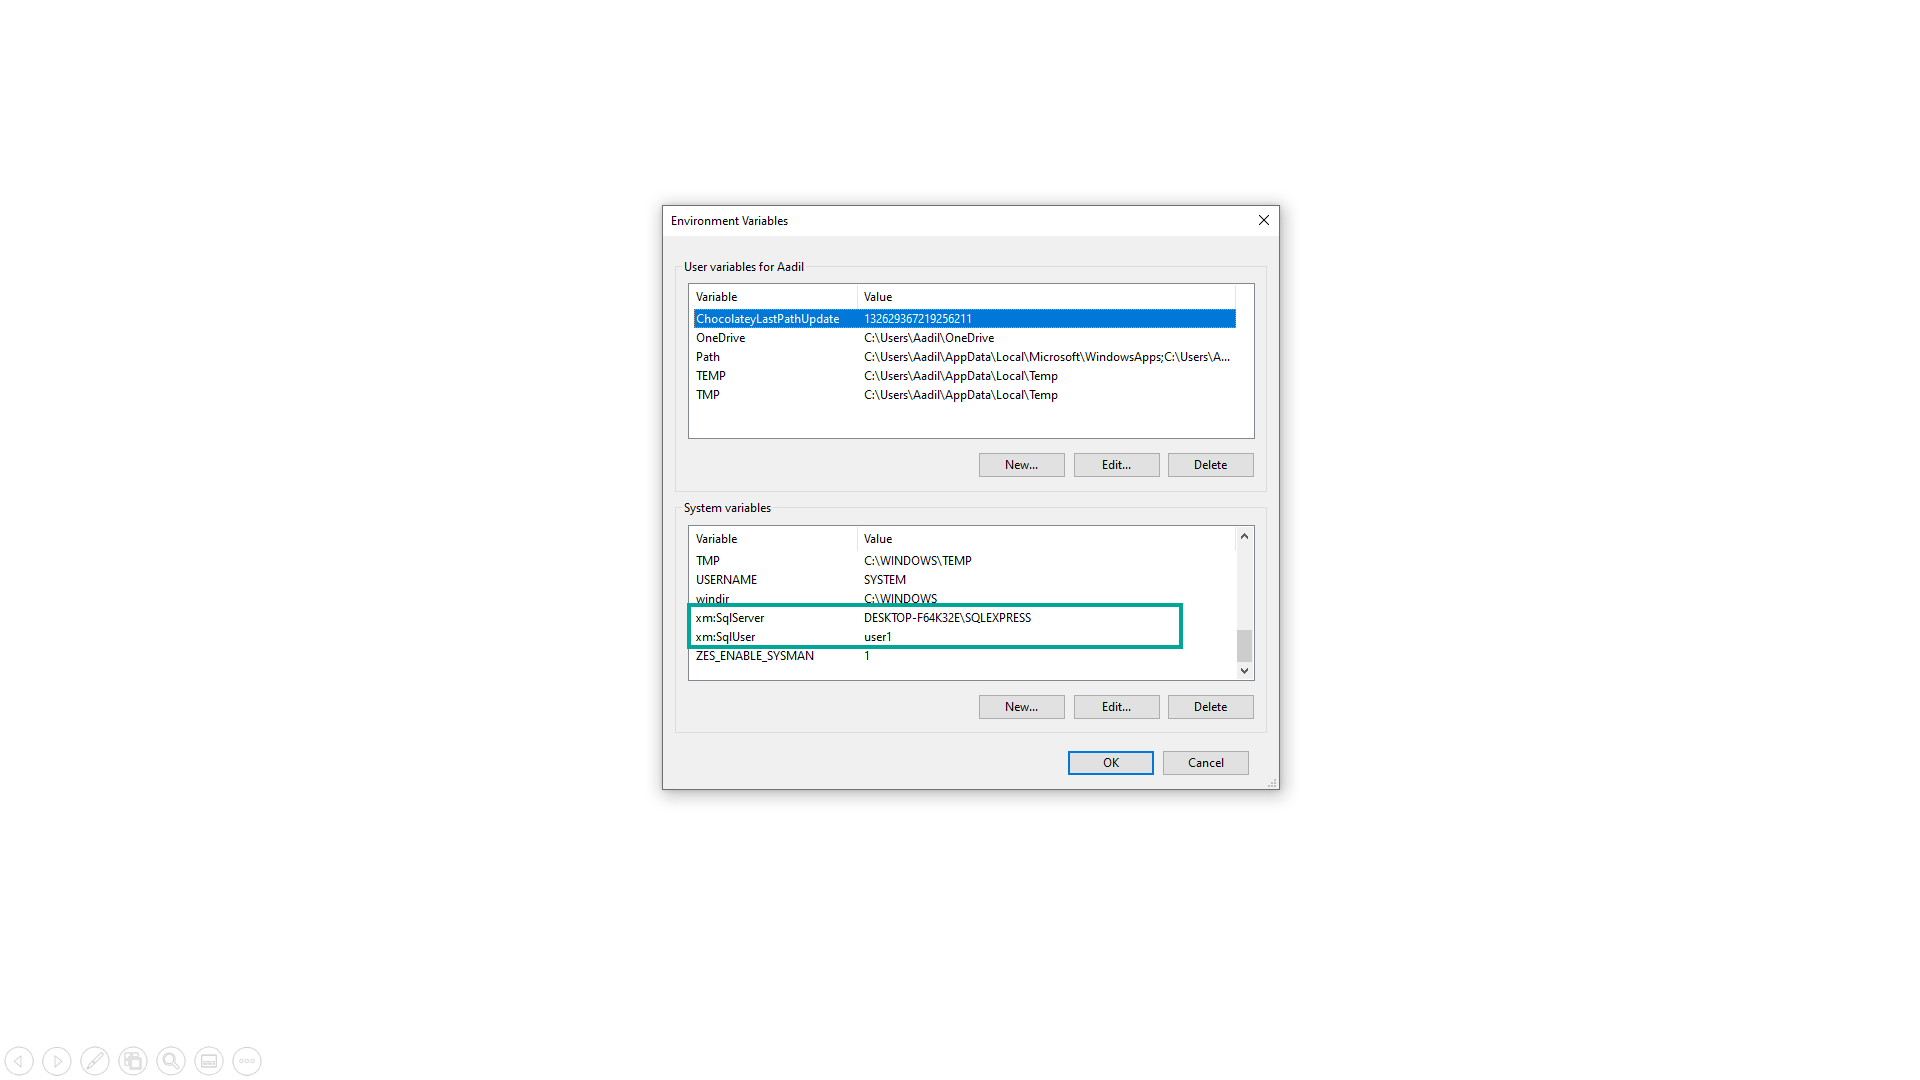 Environment Variables
User variables for Aadil
Variable Value
ChocolateyLastPathUpdate 132629367219256211
OneDrive C:\Users\Aadil\OneDrive
Path C:\Users\Aadil\AppData\Local\Microsoft\WindowsApps;C:\Users\A...
TEMP C:\Users\Aadil\AppData\Local\Temp
TMP C:\Users\Aadil\AppData\Local\Temp
New... Edit... Delete
System variables
Variable Value
TMP C:\WINDOWS\TEMP
USERNAME SYSTEM
windir C:\WINDOWS
xm:SqlServer DESKTOP-F64K32E\SQLEXPRESS
xm:SqlUser user1
ZES_ENABLE_SYSMAN 1
New... Edit... Delete
OK Cancel